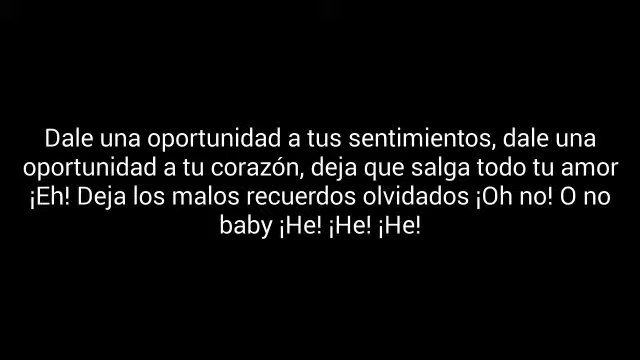 Dale una oportunidad a tus sentimientos, dale una
oportunidad a tu corazón, deja que salga todo tu amor
¡Eh! Deja los malos recuerdos olvidados ¡Oh no! O no
baby ¡He! ¡He! ¡He!